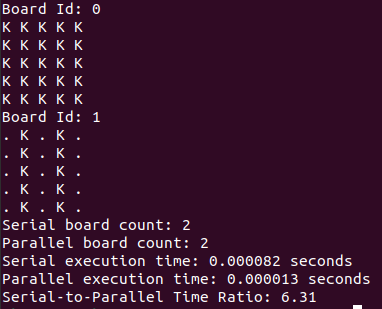 Board Id: 0
K K K K K
K K K K K
K K K K K
K K K K K
K K K K K
Board Id: 1
. K . K .
. K . K .
. K . K .
. K . K .
. K . K .
Serial board count: 2
Parallel board count: 2
Serial execution time: 0.000082 seconds
Parallel execution time: 0.000013 seconds
Serial-to-Parallel Time Ratio: 6.31